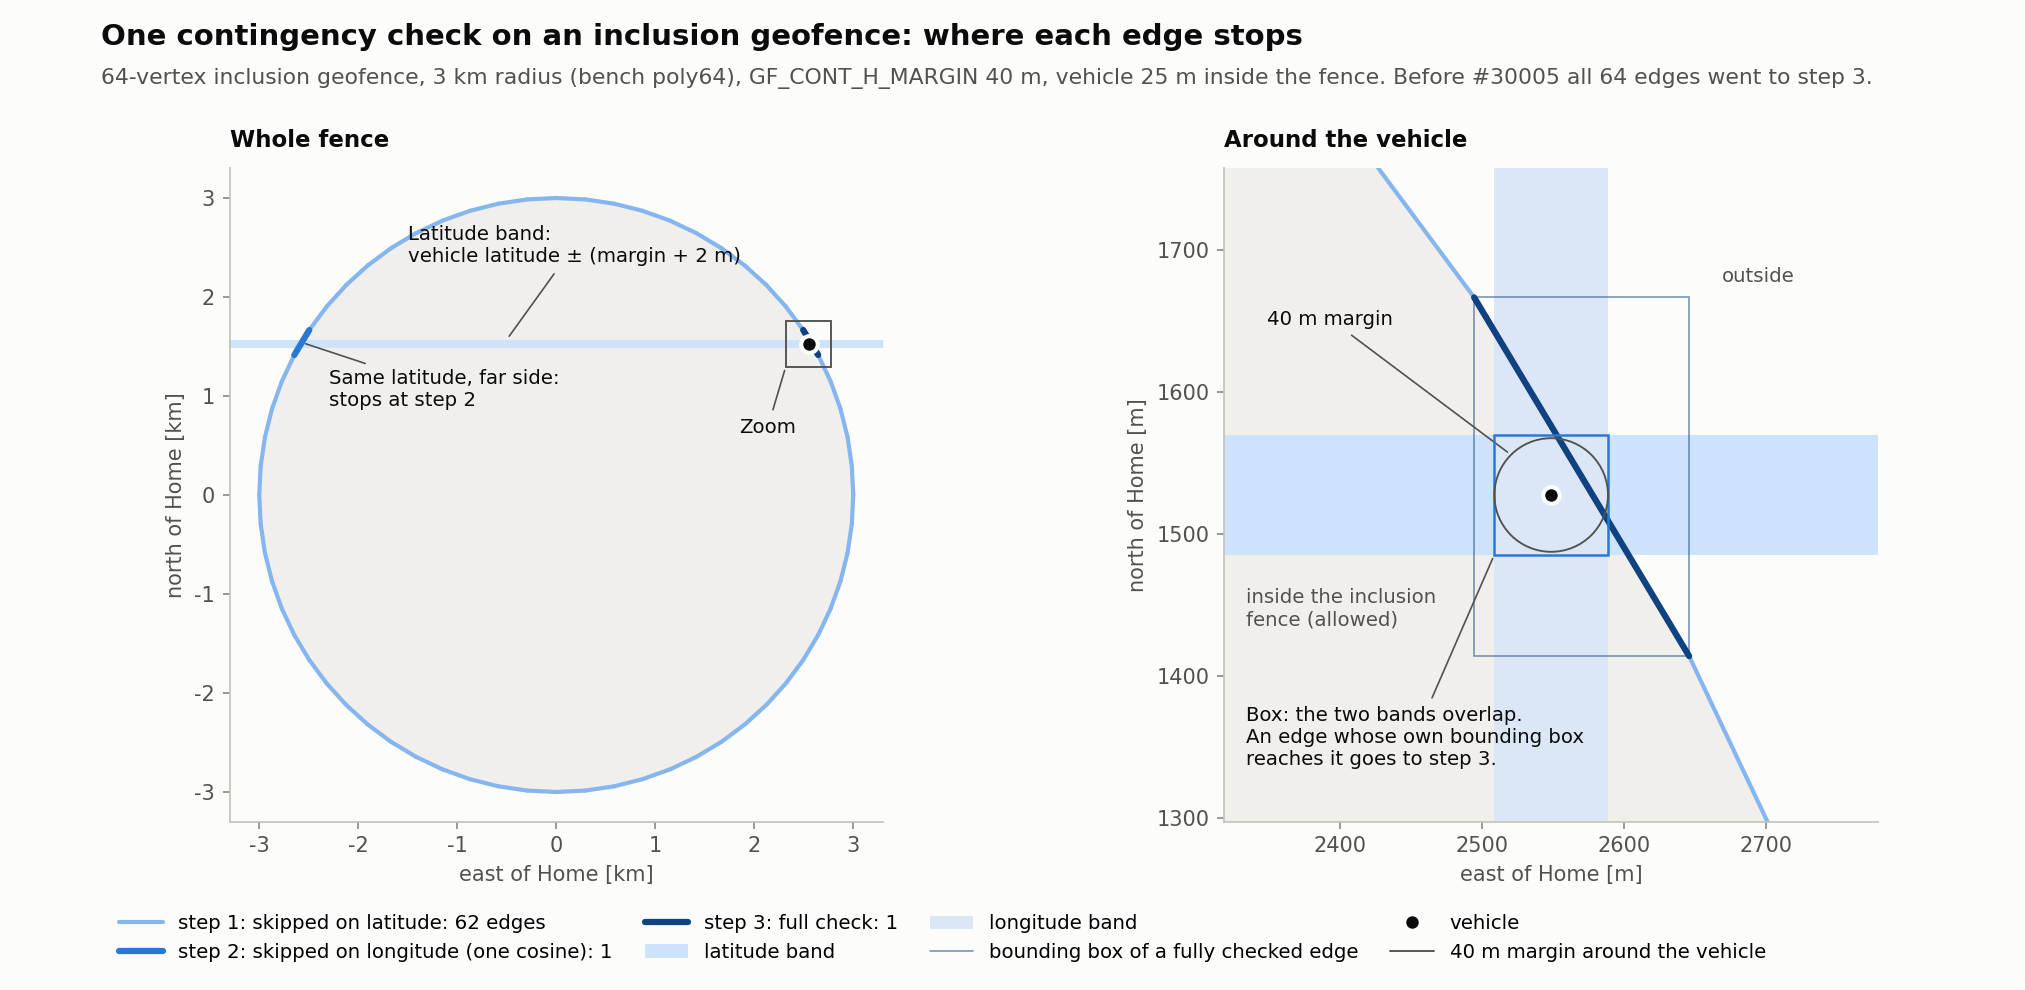 One contingency check on an inclusion geofence: where each edge stops
64-vertex inclusion geofence, 3 km radius (bench poly64), GF_CONT_H_MARGIN 40 m, vehicle 25 m inside the fence. Before #30005 all 64 edges went to step 3.
Whole fence
3
2
1
0
-1
-2
-3
north of Home [km]
Latitude band:
vehicle latitude ± (margin + 2 m)
Same latitude, far side:
stops at step 2
Zoom
-3
-2
-1
0
1
2
3
east of Home [km]
Around the vehicle
1700
1600
1500
1400
1300
north of Home [m]
outside
40 m margin
inside the inclusion
fence (allowed)
Box: the two bands overlap.
An edge whose own bounding box
reaches it goes to step 3.
2400
2500
2600
2700
east of Home [m]
step 1: skipped on latitude: 62 edges
step 2: skipped on longitude (one cosine): 1
step 3: full check: 1
latitude band
longitude band
bounding box of a fully checked edge
vehicle
40 m margin around the vehicle